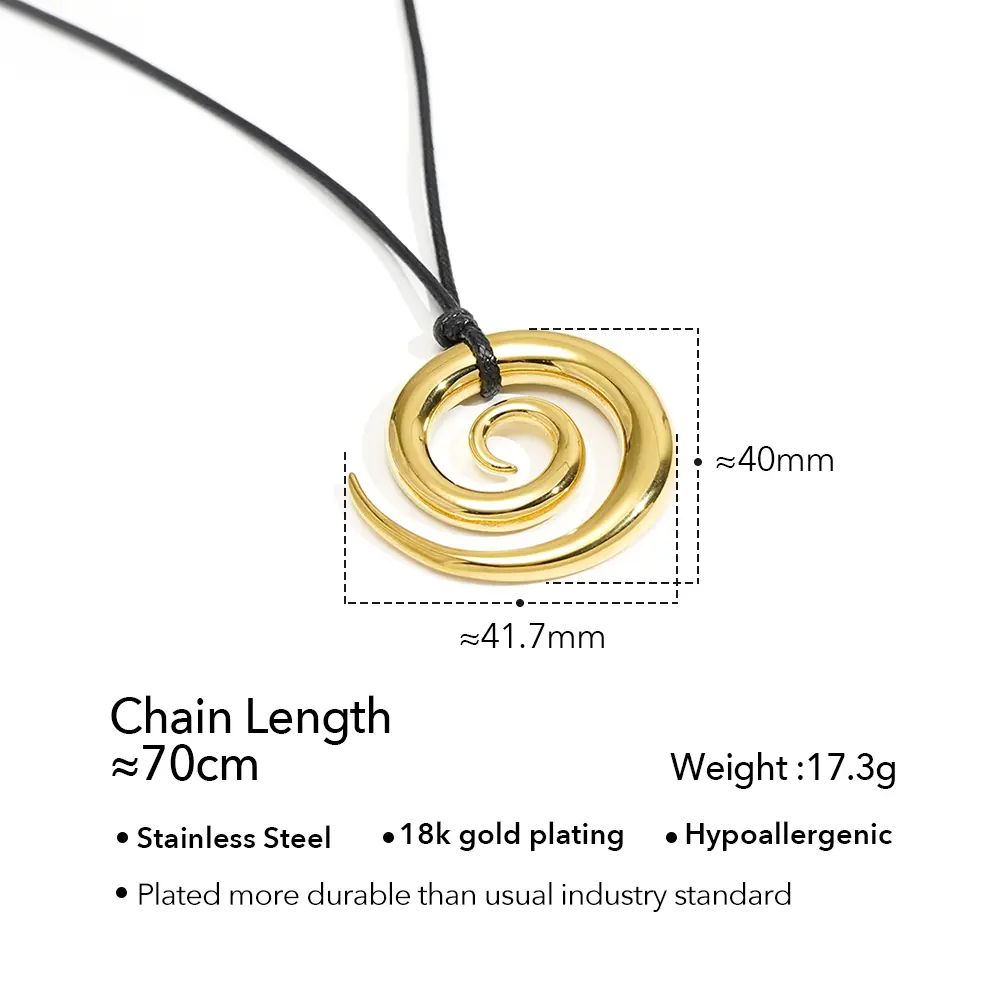 ≈40mm
≈41.7mm
Chain Length
≈70cm
Weight :17.3g
• Stainless Steel
• 18k gold plating
• Hypoallergenic
• Plated more durable than usual industry standard